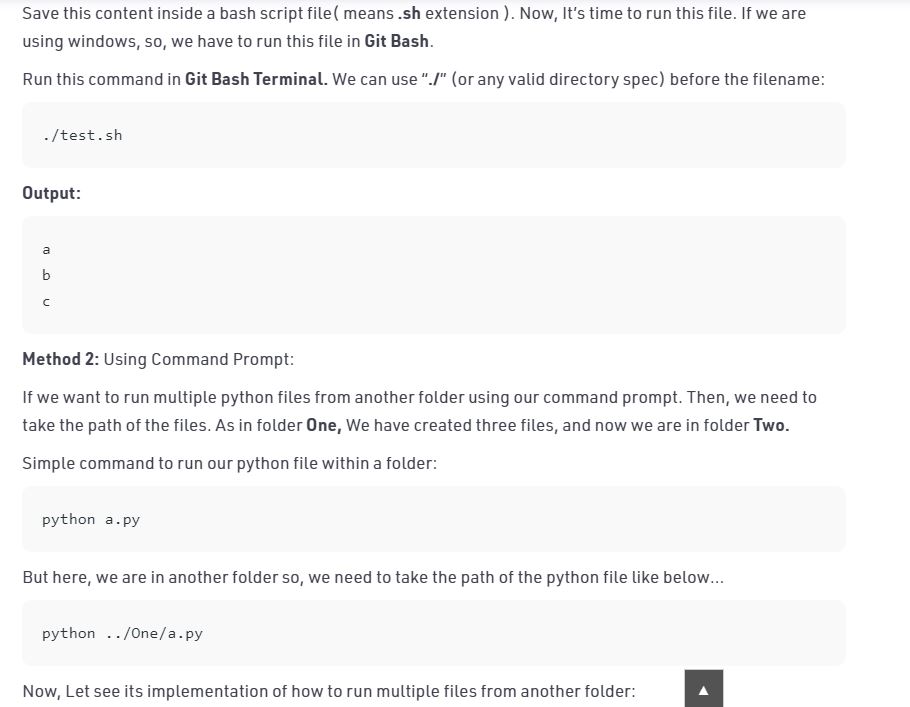 Save this content inside a bash script file( means .sh extension ). Now, It's time to run this file. If we are
using windows, so, we have to run this file in Git Bash.
Run this command in Git Bash Terminal. We can use “./” (or any valid directory spec) before the filename:
./test.sh
Output:
a
b
c
Method 2: Using Command Prompt:
If we want to run multiple python files from another folder using our command prompt. Then, we need to
take the path of the files. As in folder One, We have created three files, and now we are in folder Two.
Simple command to run our python file within a folder:
python a.py
But here, we are in another folder so, we need to take the path of the python file like below...
python ../One/a.py
Now, Let see its implementation of how to run multiple files from another folder: